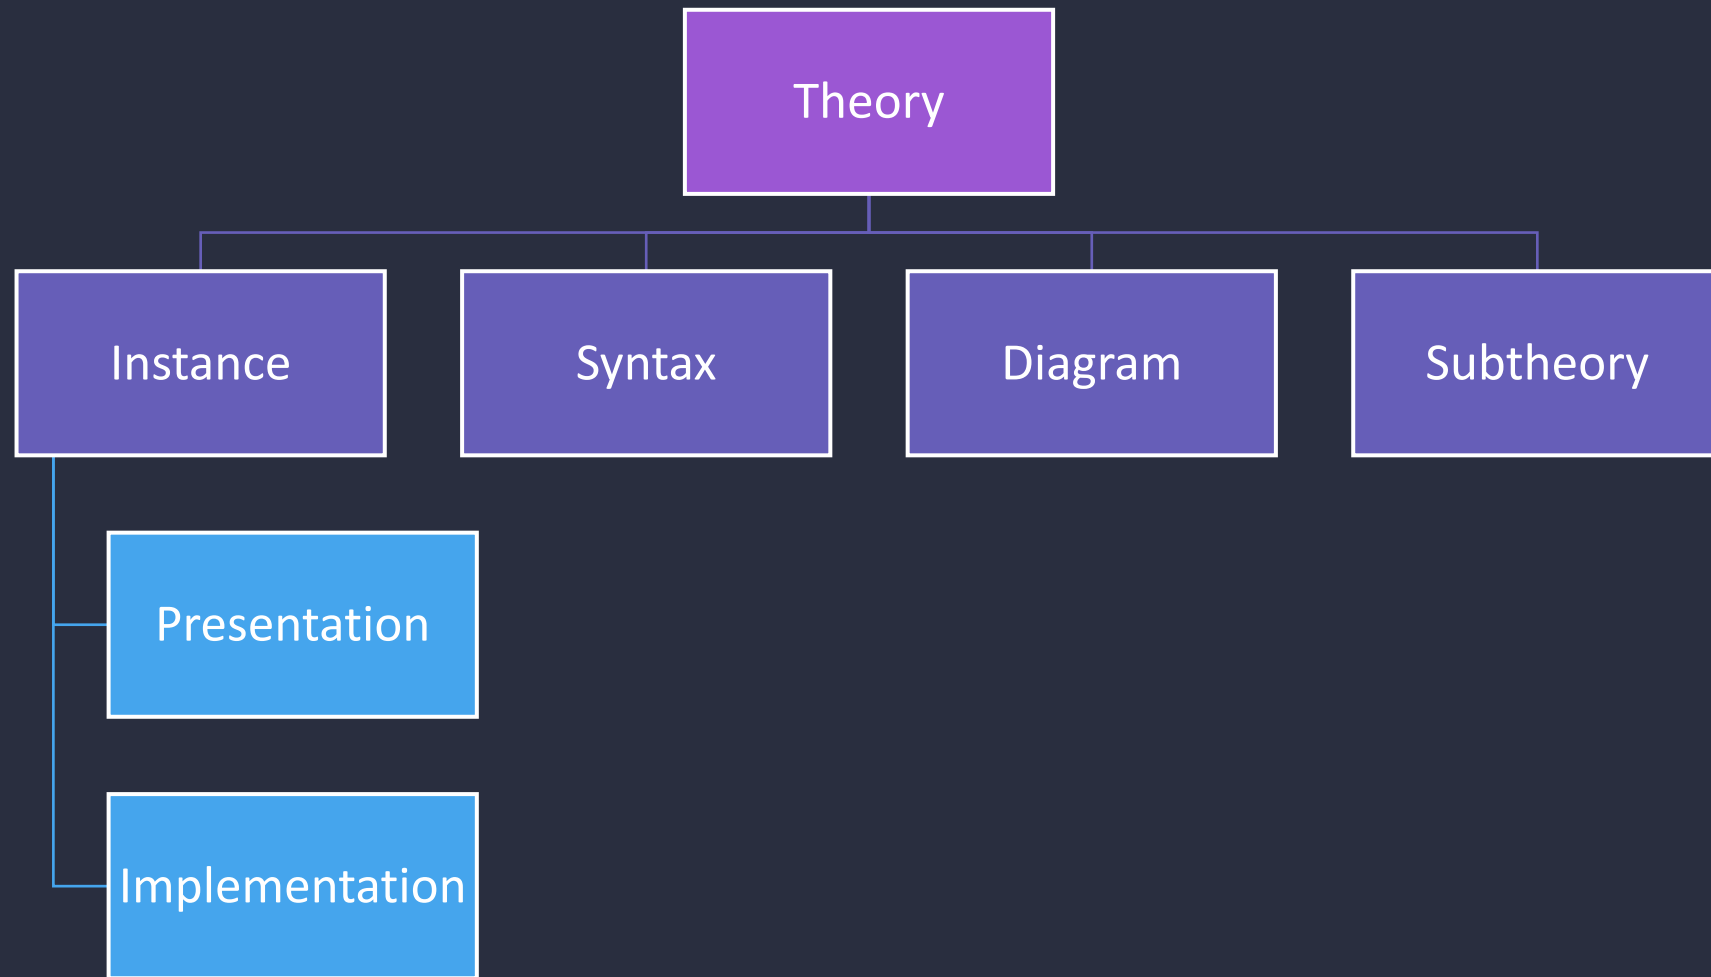 Theory
Instance
Syntax
Diagram
Subtheory
Presentation
Implementation